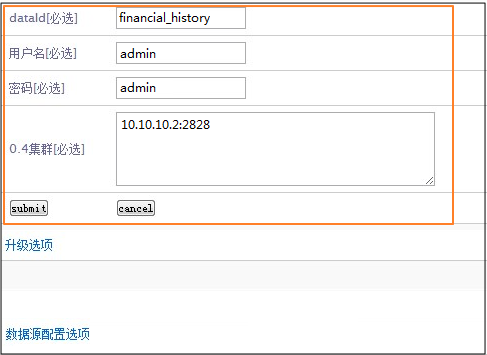 dataId[必选] financial_history
用户名[必选] admin
密码[必选] admin
0.4集群[必选] 10.10.10.2:2828
submit cancel
升级选项
数据源配置选项